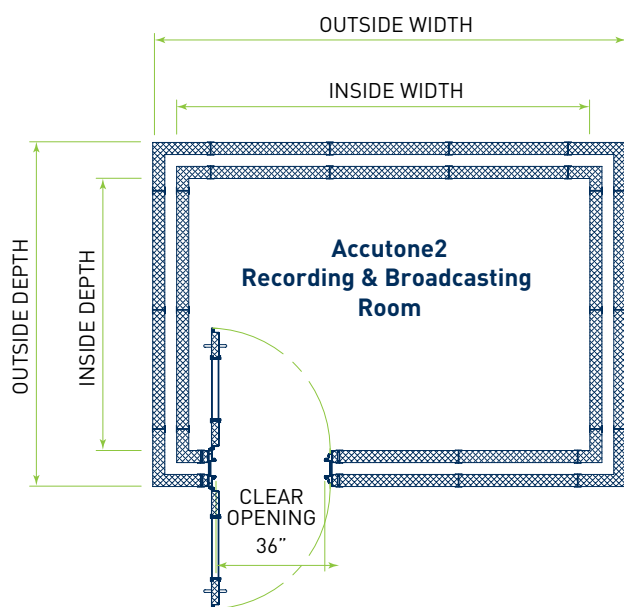 OUTSIDE WIDTH
INSIDE WIDTH
OUTSIDE DEPTH
INSIDE DEPTH
Accutone2
Recording & Broadcasting
Room
CLEAR
OPENING
36”